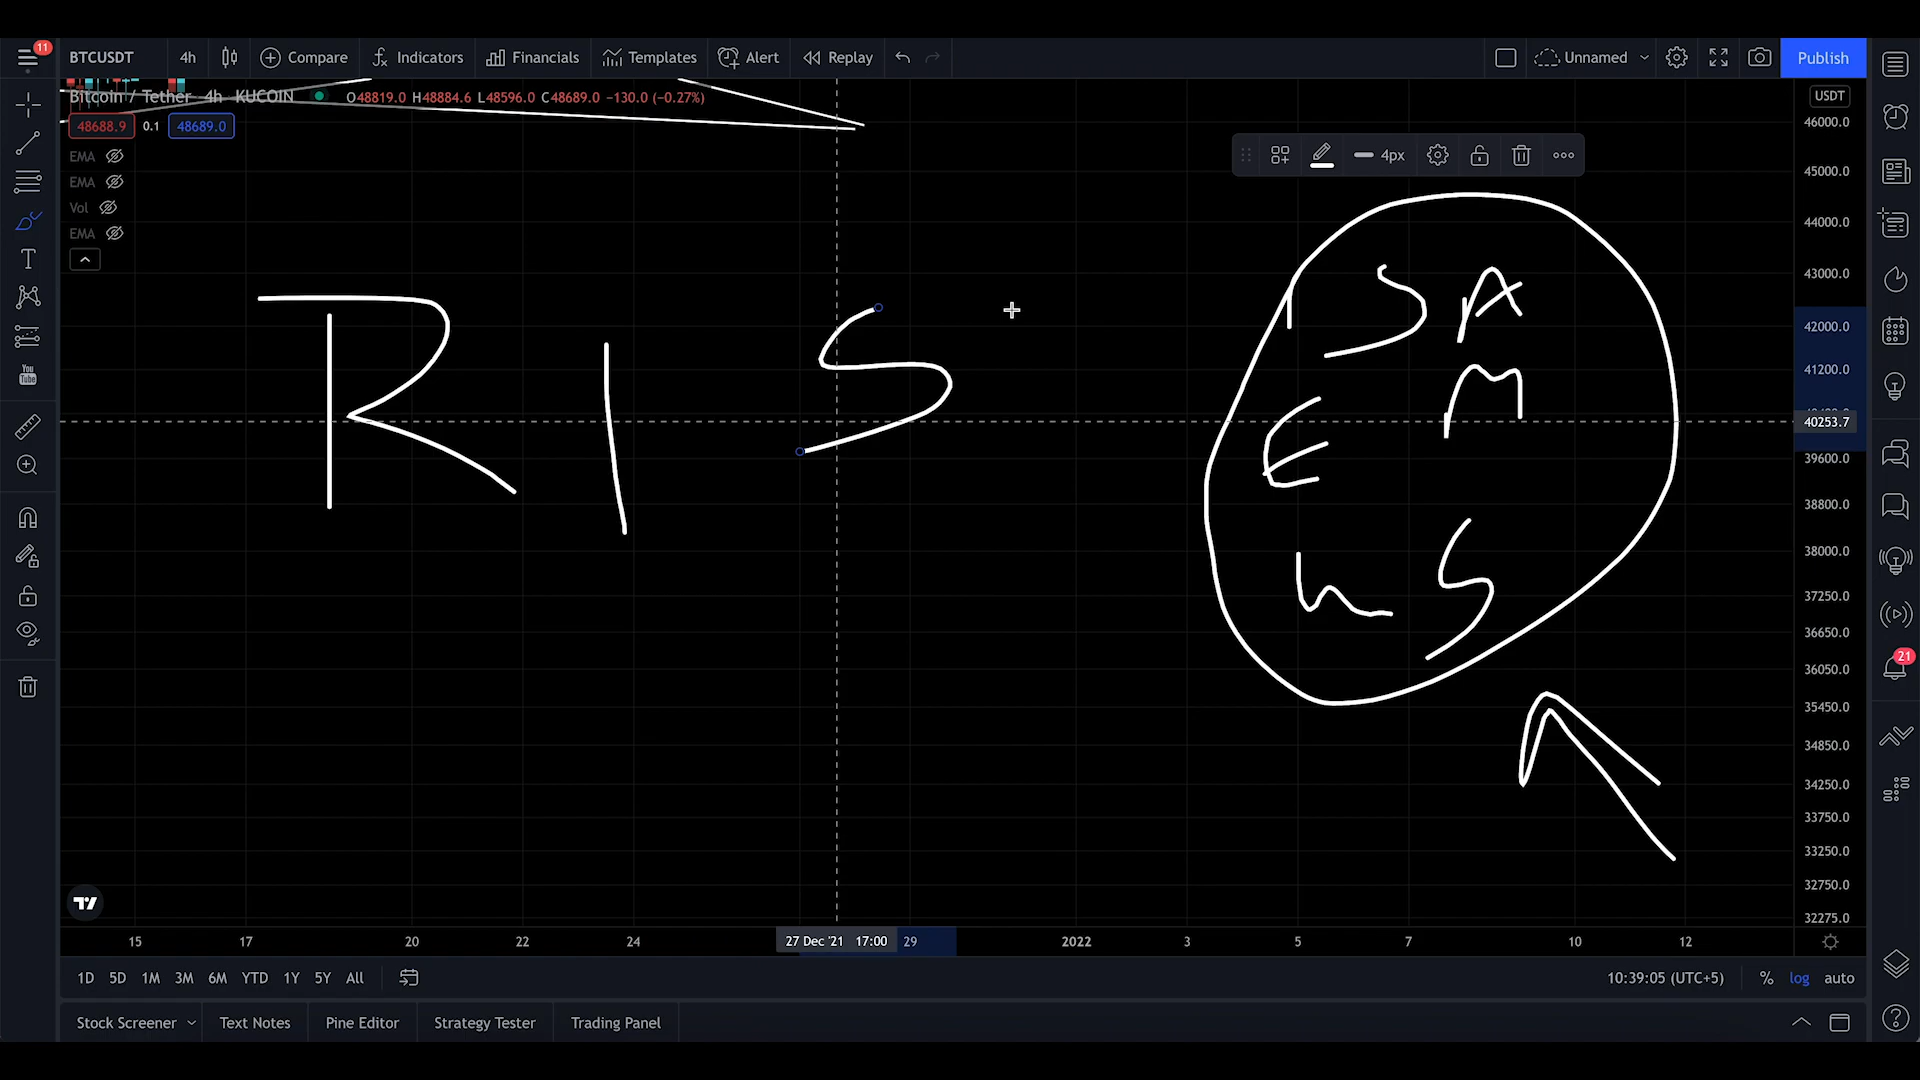 11 BTCUSDT 4h Compare Indicators Financials Templates Alert Replay Unnamed Publish
Bitcoin / Tether 4h KUCOIN O48819.0 H48884.6 L48596.0 C48689.0 −130.0 (−0.27%) USDT
48688.9 0.1 48689.0
EMA
EMA
Vol
EMA
4px
R I S
S A
E M
S
46000.0
45000.0
44000.0
43000.0
42000.0
41200.0
40253.7
39600.0
38800.0
38000.0
37250.0
36650.0
36050.0
35450.0
34850.0
34250.0
33750.0
33250.0
32750.0
32275.0
You
Tube
21
15 17 20 22 24 27 Dec '21 17:00 29 2022 3 5 7 10 12
1D 5D 1M 3M 6M YTD 1Y 5Y All 10:39:05 (UTC+5) % log auto
Stock Screener Text Notes Pine Editor Strategy Tester Trading Panel